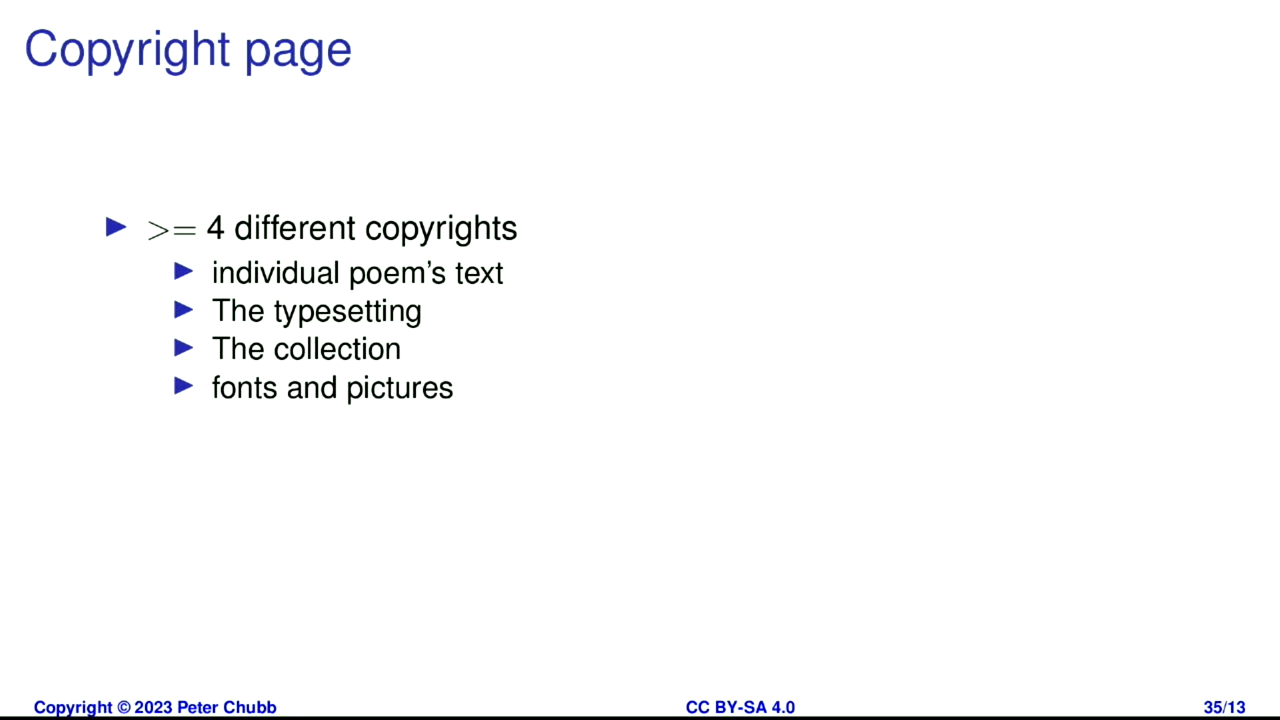 Copyright page
▶ >= 4 different copyrights
▶ individual poem's text
▶ The typesetting
▶ The collection
▶ fonts and pictures
Copyright © 2023 Peter Chubb CC BY-SA 4.0 35/13